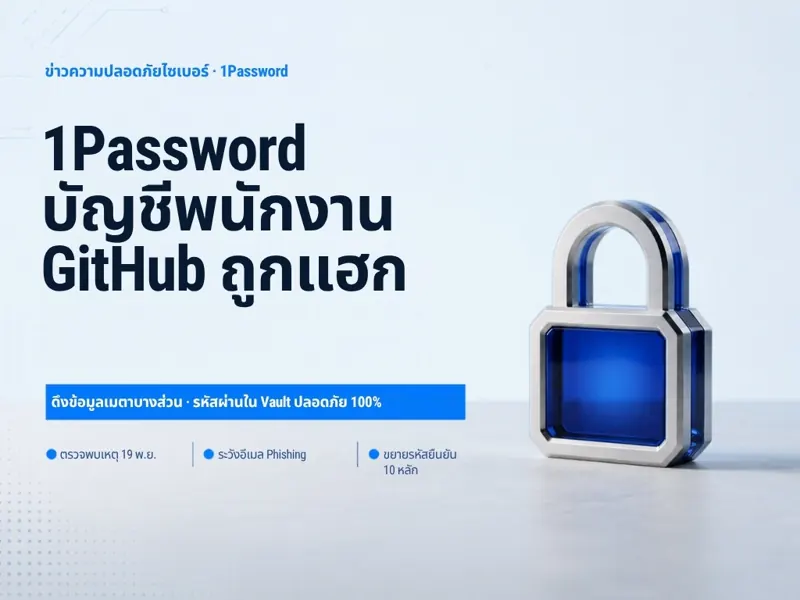 ข่าวความปลอดภัยไซเบอร์ · 1Password
1Password
บัญชีพนักงาน
GitHub ถูกแฮก
ดึงข้อมูลเมตาบางส่วน · รหัสผ่านใน Vault ปลอดภัย 100%
ตรวจพบเหตุ 19 พ.ย.
ระวังอีเมล Phishing
ขยายรหัสยืนยัน
10 หลัก